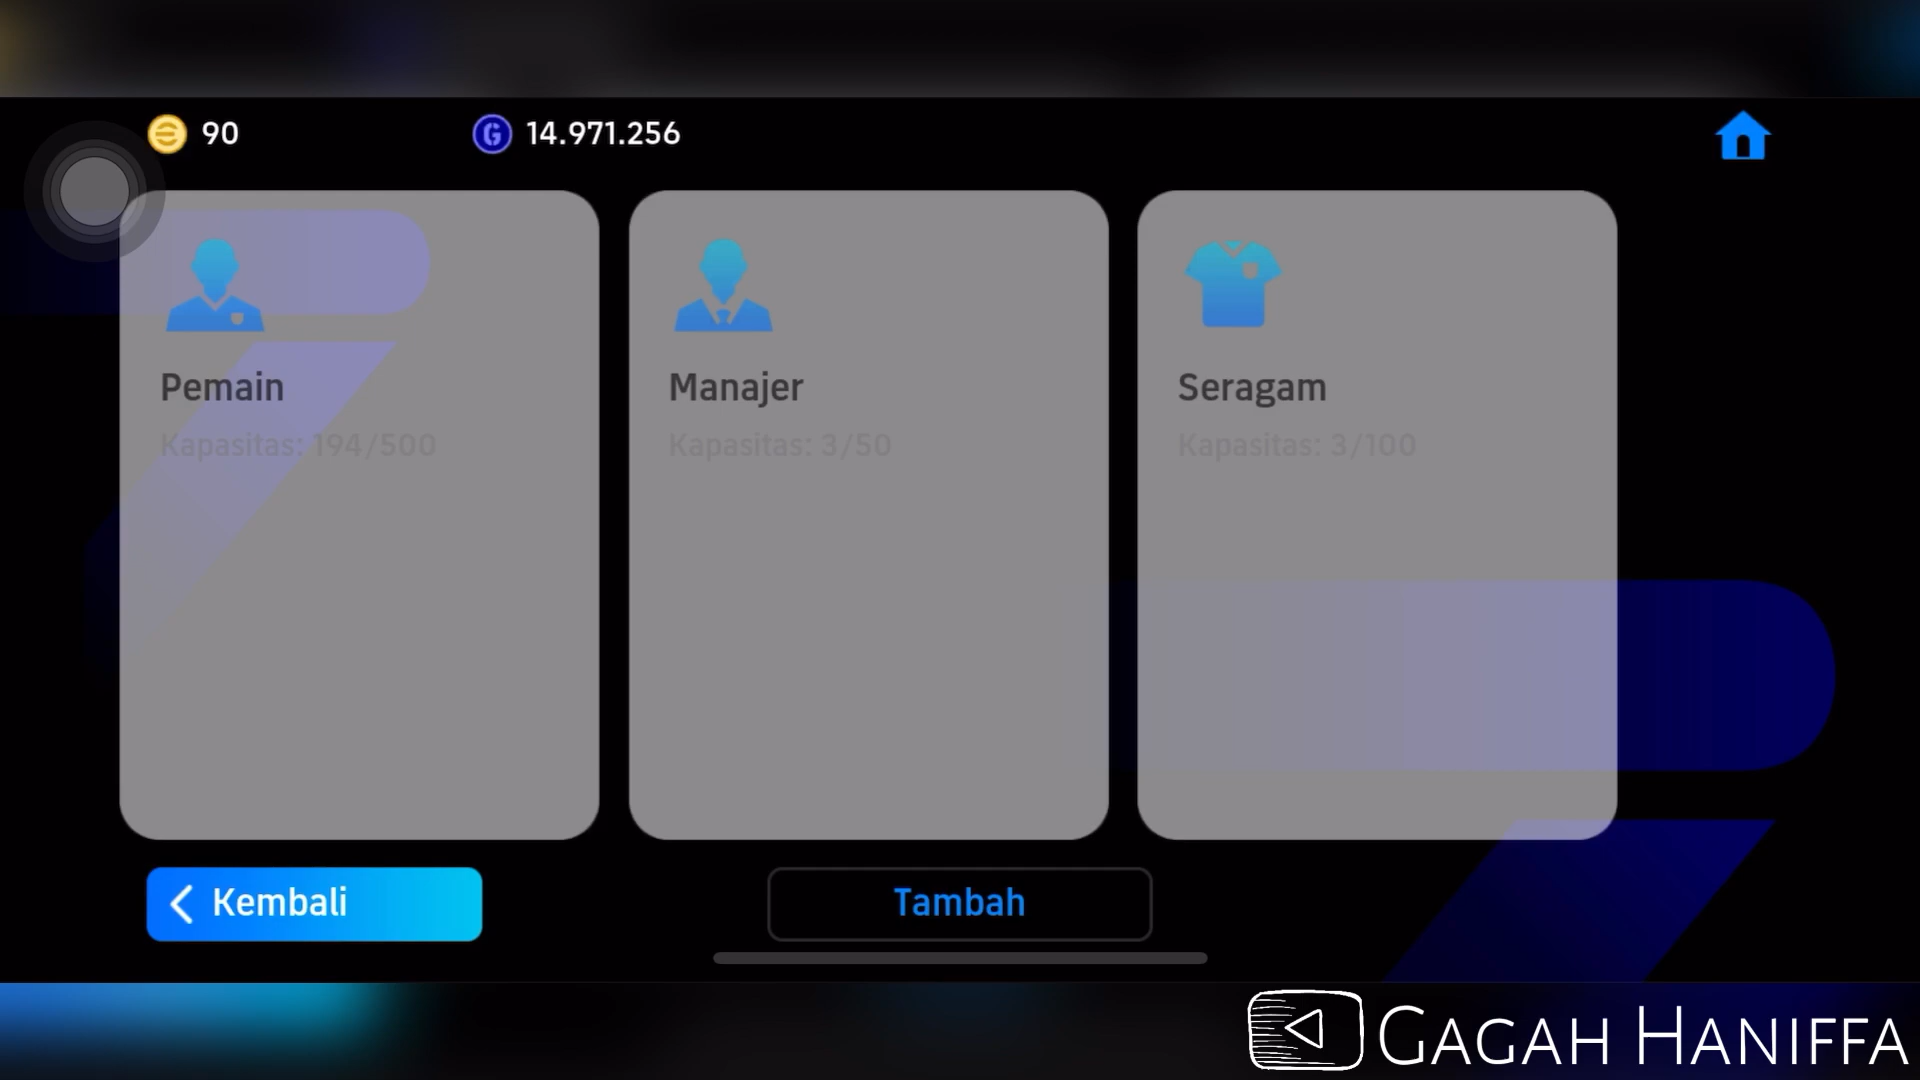 90
14.971.256
Pemain
Kapasitas: 194/500
Manajer
Kapasitas: 3/50
Seragam
Kapasitas: 3/100
Kembali
Tambah
GAGAH HANIFFA